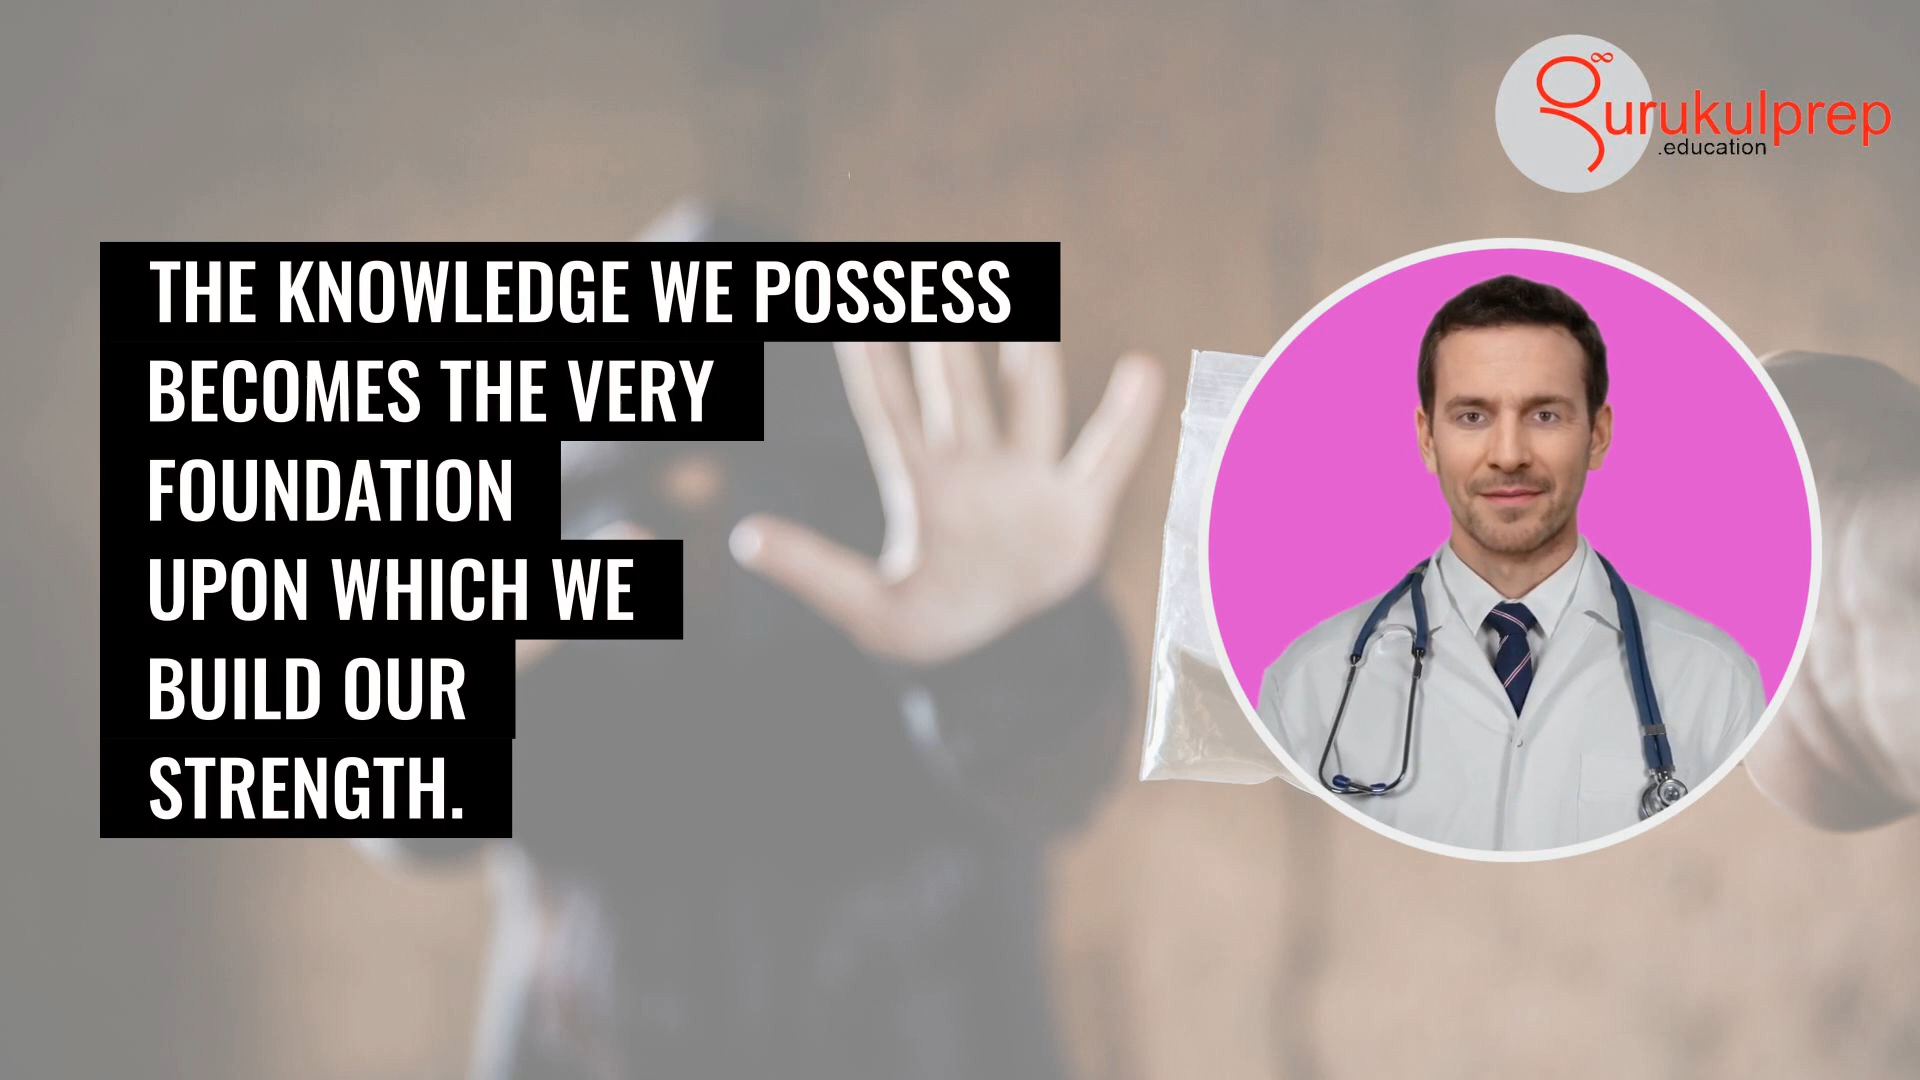 gurukulprep
.education
THE KNOWLEDGE WE POSSESS
BECOMES THE VERY
FOUNDATION
UPON WHICH WE
BUILD OUR
STRENGTH.